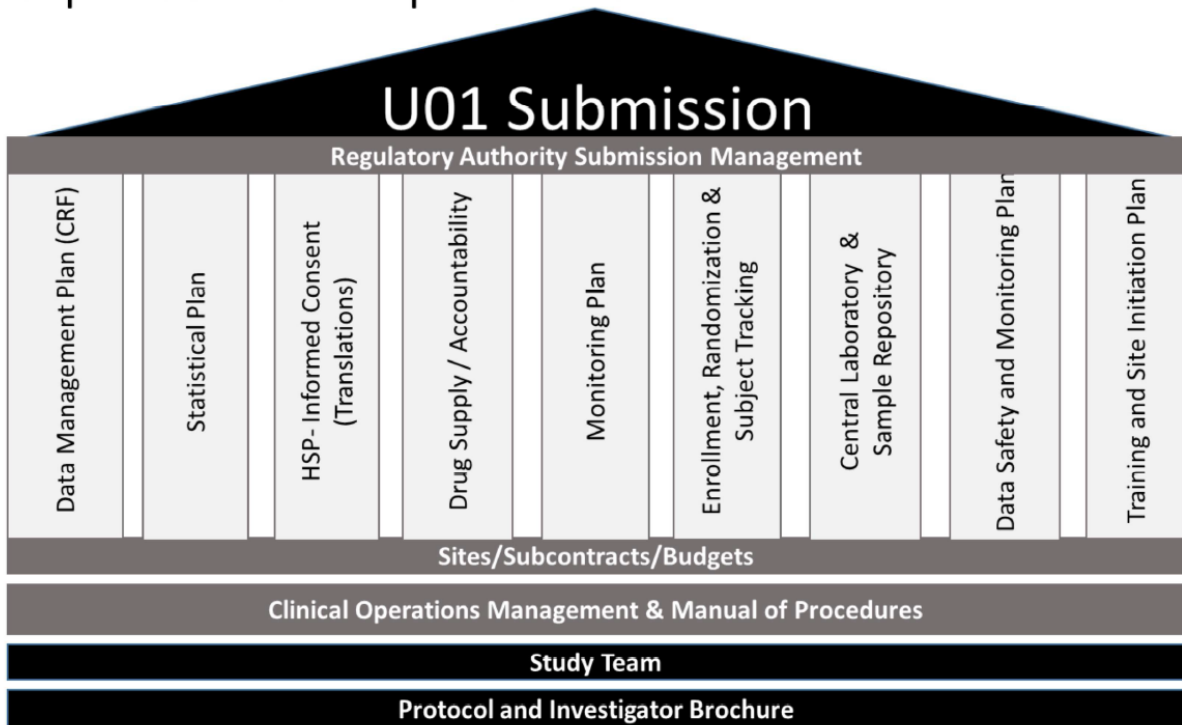 U01 Submission
Regulatory Authority Submission Management
Data Management Plan (CRF)
Statistical Plan
HSP- Informed Consent
(Translations)
Drug Supply / Accountability
Monitoring Plan
Enrollment, Randomization &
Subject Tracking
Central Laboratory &
Sample Repository
Data Safety and Monitoring Plan
Training and Site Initiation Plan
Sites/Subcontracts/Budgets
Clinical Operations Management & Manual of Procedures
Study Team
Protocol and Investigator Brochure